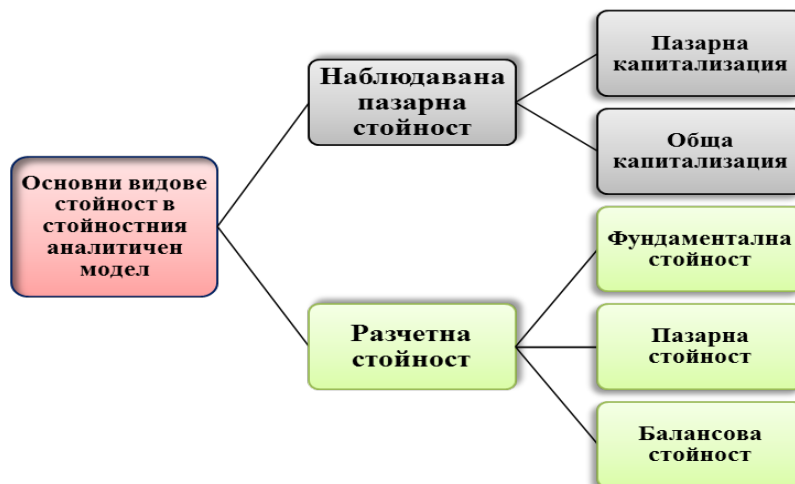 Основни видове
стойност в
стойностния
аналитичен
модел
Наблюдавана
пазарна
стойност
Пазарна
капитализация
Обща
капитализация
Разчетна
стойност
Фундаментална
стойност
Пазарна
стойност
Балансова
стойност